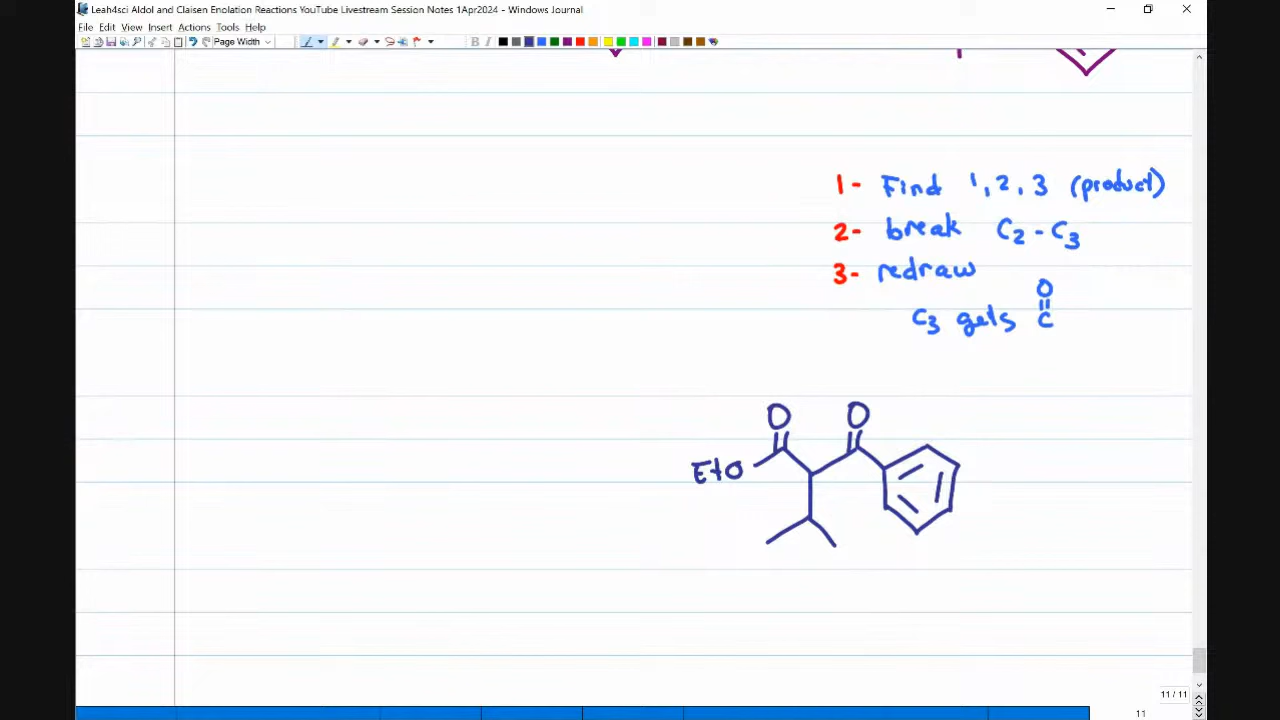 Leah4sci Aldol and Claisen Enolation Reactions YouTube Livestream Session Notes 1Apr2024 - Windows Journal
File Edit View Insert Actions Tools Help
Page Width
B I
1- Find 1, 2, 3 (product)
2- break C2 - C3
3- redraw
O
C3 gets C
O O
EtO
11 / 11
11